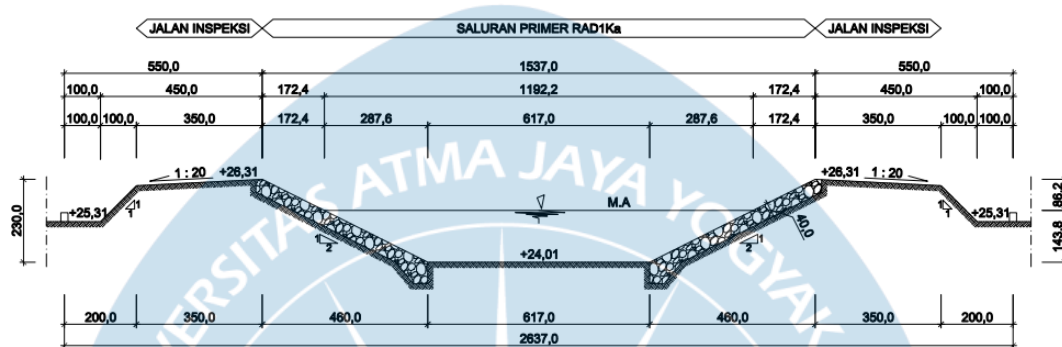 JALAN INSPEKSI SALURAN PRIMER RAD1Ka JALAN INSPEKSI
550,0 1537,0 550,0
100,0 450,0 172,4 1192,2 172,4 450,0 100,0
100,0 100,0 350,0 172,4 287,6 617,0 287,6 172,4 350,0 100,0 100,0
UNIVERSITAS ATMA JAYA YOGYAK
1 : 20 +26,31 +26,31 1 : 20
230,0 +25,31 1 1 M.A 1 1 +25,31 86,2
1 2 40,0 1 2 143,8
+24,01
200,0 350,0 460,0 617,0 460,0 350,0 200,0
2637,0